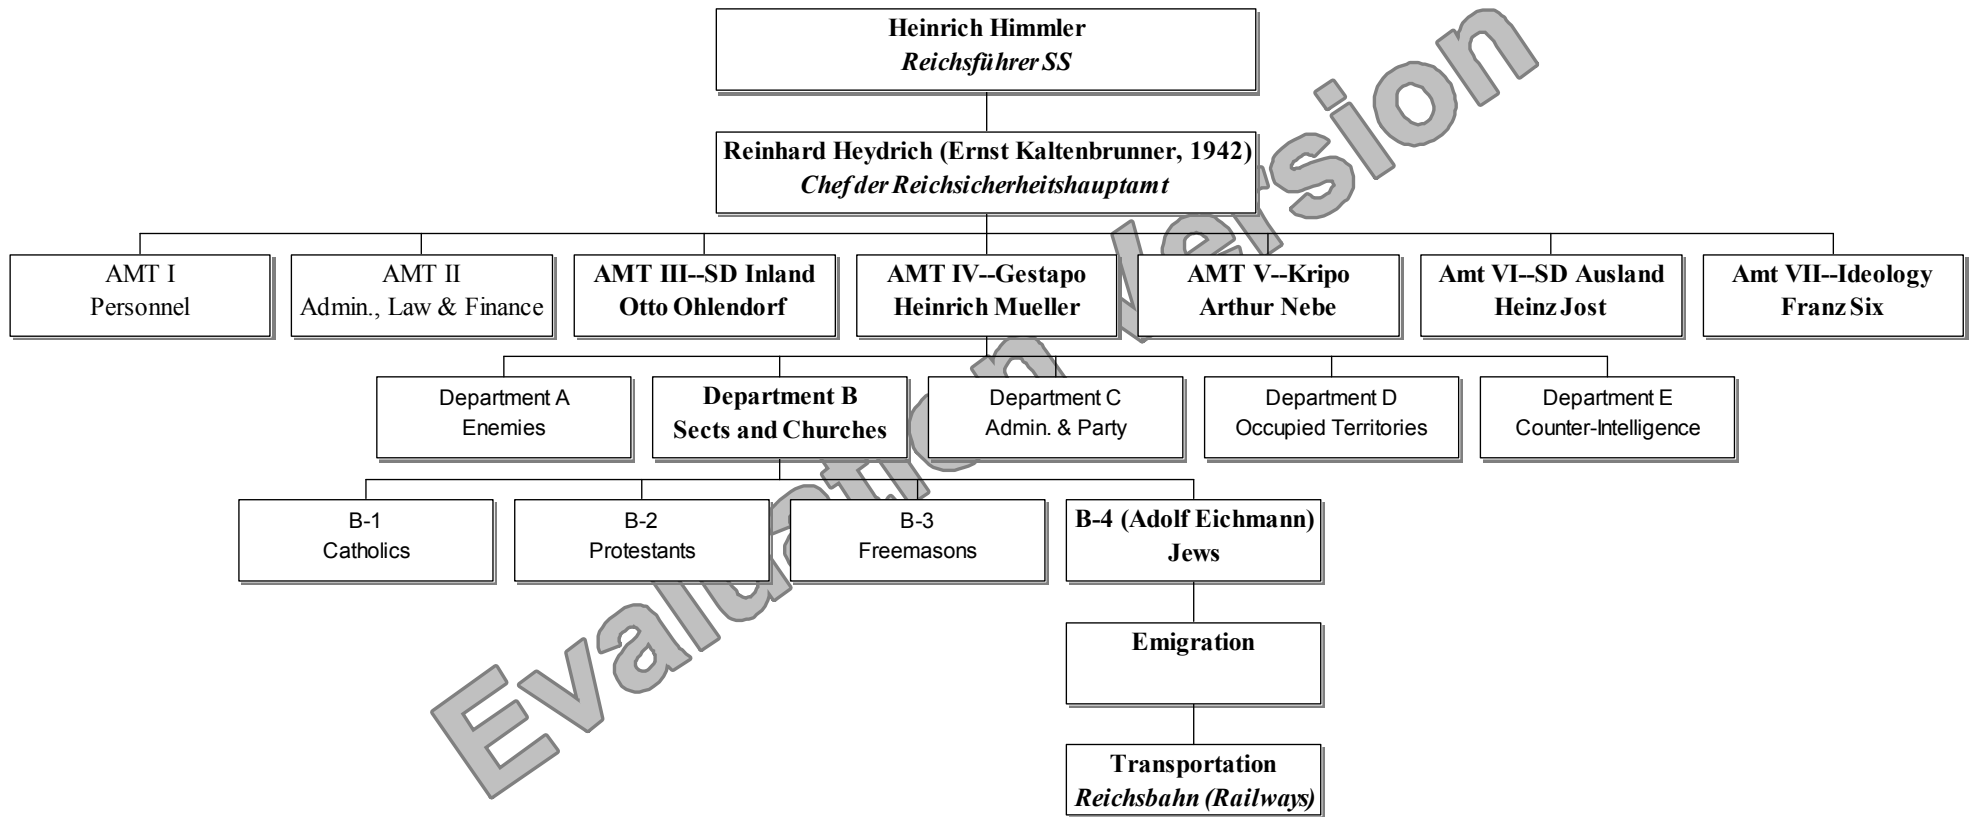 Heinrich Himmler
Reichsführer SS
Reinhard Heydrich (Ernst Kaltenbrunner, 1942)
Chef der Reichsicherheitshauptamt
AMT I
Personnel
AMT II
Admin., Law & Finance
AMT III--SD Inland
Otto Ohlendorf
AMT IV--Gestapo
Heinrich Mueller
AMT V--Kripo
Arthur Nebe
Amt VI--SD Ausland
Heinz Jost
Amt VII--Ideology
Franz Six
Department A
Enemies
Department B
Sects and Churches
Department C
Admin. & Party
Department D
Occupied Territories
Department E
Counter-Intelligence
B-1
Catholics
B-2
Protestants
B-3
Freemasons
B-4 (Adolf Eichmann)
Jews
Emigration
Transportation
Reichsbahn (Railways)
Evaluation Version